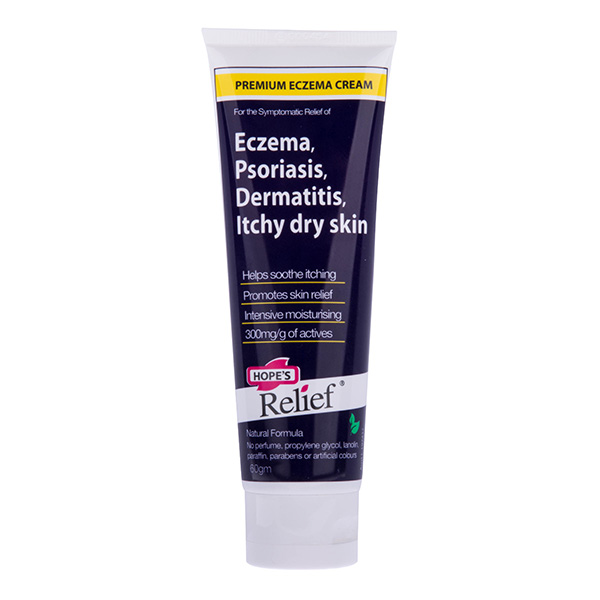 PREMIUM ECZEMA CREAM
For the Symptomatic Relief of
Eczema,
Psoriasis,
Dermatitis,
Itchy dry skin
Helps soothe itching
Promotes skin relief
Intensive moisturising
300mg/g of actives
HOPE'S
Relief®
Natural Formula
No perfume, propylene glycol, lanolin,
paraffin, parabens or artificial colours
60gm